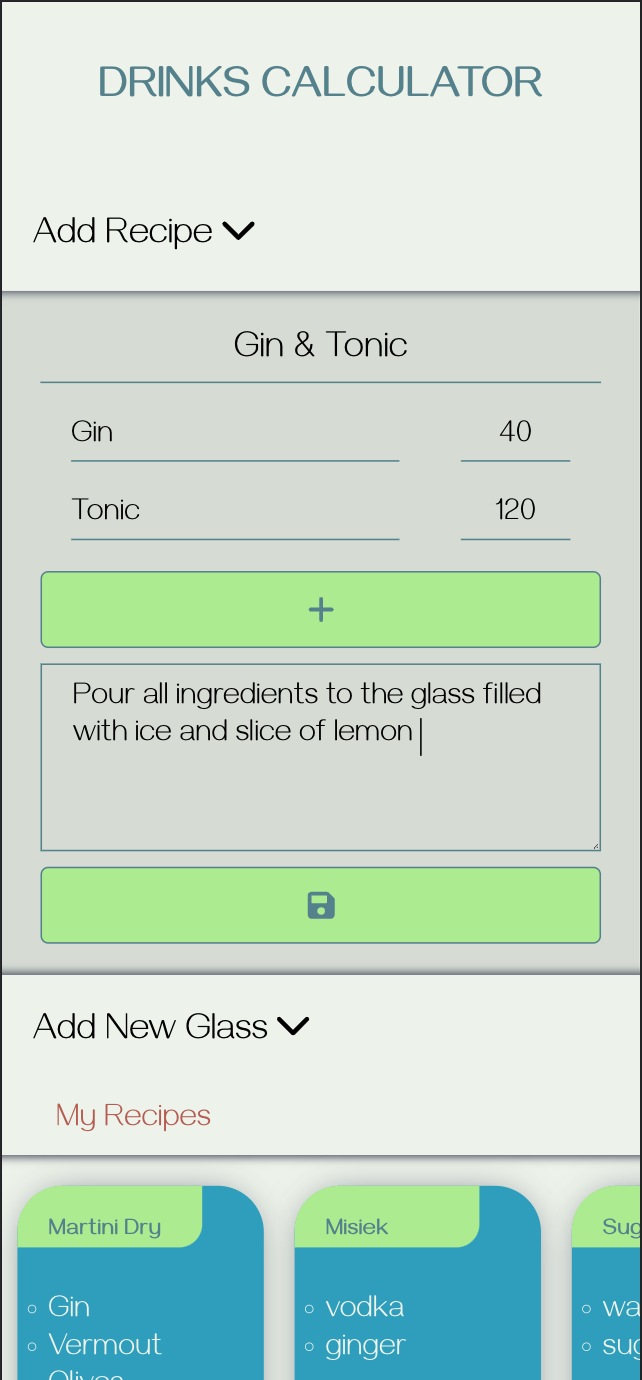 DRINKS CALCULATOR
Add Recipe
Gin & Tonic
Gin 40
Tonic 120
Pour all ingredients to the glass filled
with ice and slice of lemon
Add New Glass
My Recipes
Martini Dry
Gin
Vermout
Olives
Misiek
vodka
ginger